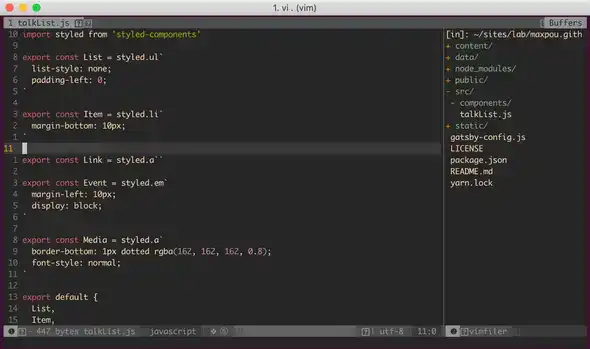 1. vi . (vim)
1 talkList.js
Buffers
10 import styled from 'styled-components'
9
8 export const List = styled.ul`
7 list-style: none;
6 padding-left: 0;
5 `
4
3 export const Item = styled.li`
2 margin-bottom: 10px;
1 `
11
1 export const Link = styled.a``
2
3 export const Event = styled.em`
4 margin-left: 10px;
5 display: block;
6 `
7
8 export const Media = styled.a`
9 border-bottom: 1px dotted rgba(162, 162, 162, 0.8);
10 font-style: normal;
11 `
12
13 export default {
14 List,
15 Item,
- 447 bytes talkList.js javascript
utf-8 11:0
[in]: ~/sites/lab/maxpou.gith
+ content/
+ data/
+ node_modules/
+ public/
- src/
- components/
talkList.js
+ static/
gatsby-config.js
LICENSE
package.json
README.md
yarn.lock
vimfiler